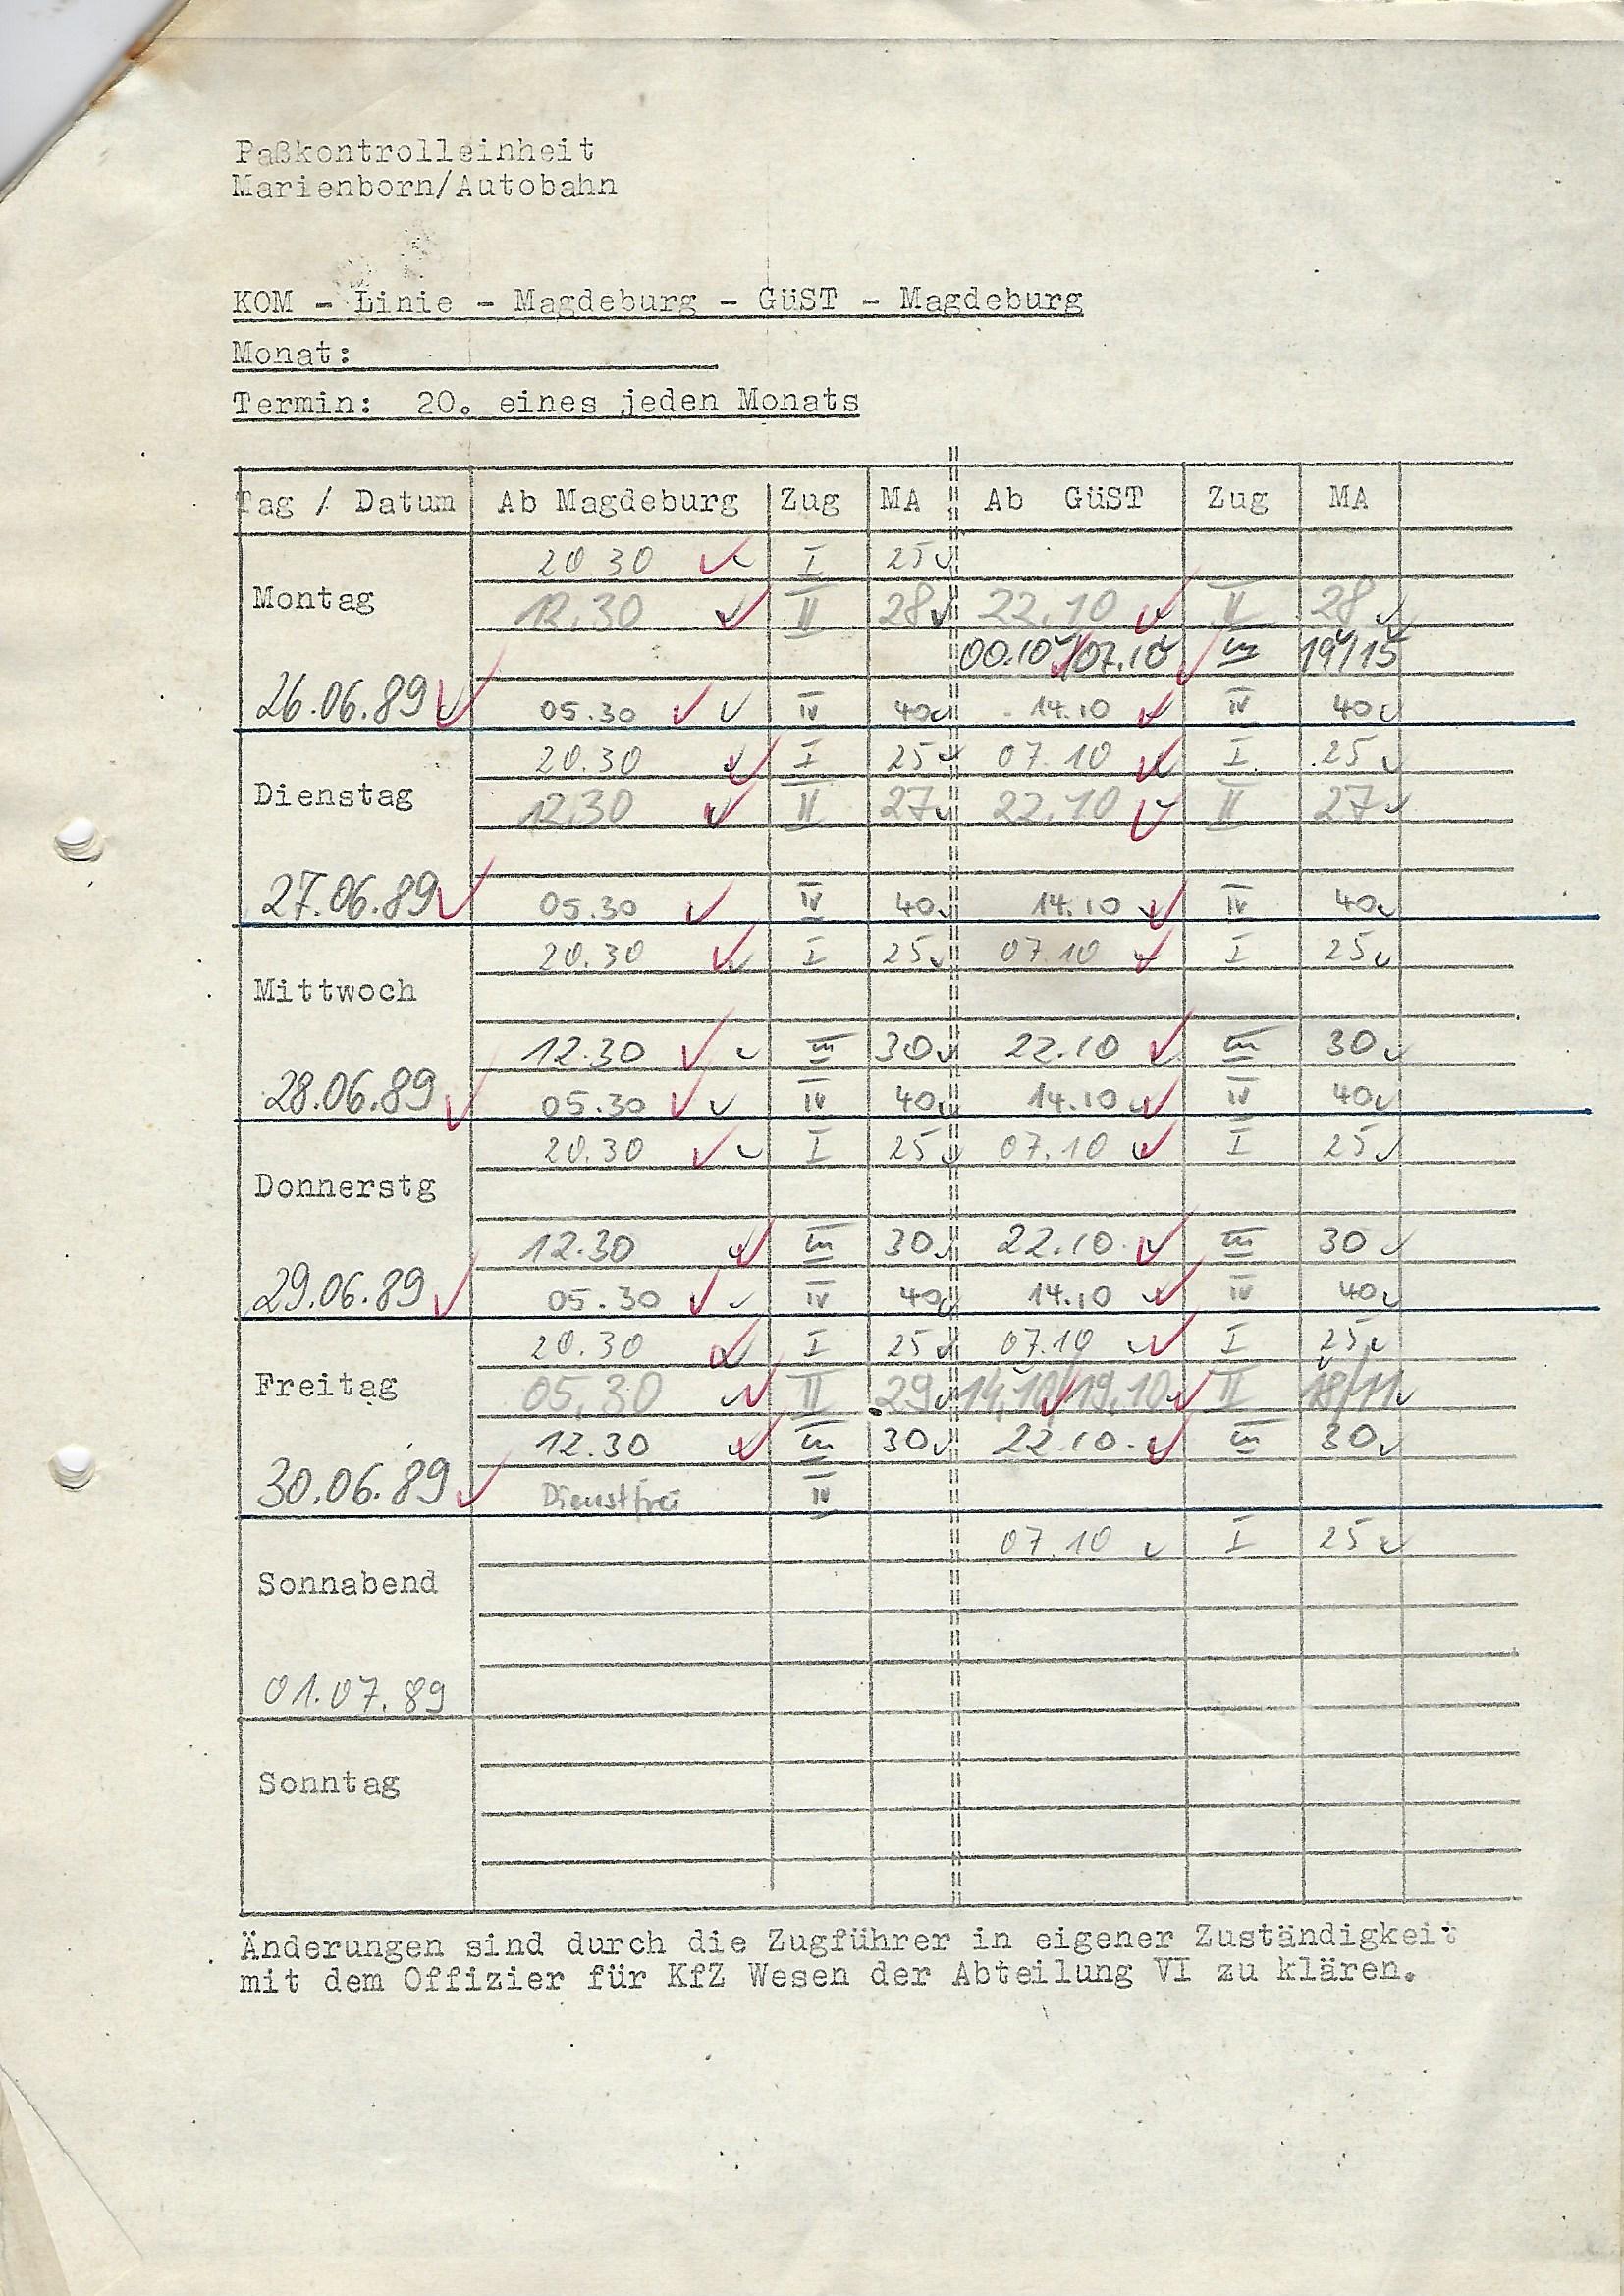 Paßkontrolleinheit
Marienborn/Autobahn
KOM - Linie - Magdeburg - GüST - Magdeburg
Monat:
Termin: 20. eines jeden Monats
Tag / Datum Ab Magdeburg Zug MA Ab GüST Zug MA
20.30 I 25
Montag 12.30 II 28 22.10 II 28
00.10/07.10 III 19/15
26.06.89 05.30 IV 40 14.10 IV 40
20.30 I 25 07.10 I 25
Dienstag 12.30 II 27 22.10 II 27
27.06.89 05.30 IV 40 14.10 IV 40
20.30 I 25 07.10 I 25
Mittwoch
12.30 III 30 22.10 III 30
28.06.89 05.30 IV 40 14.10 IV 40
20.30 I 25 07.10 I 25
Donnerstg
12.30 III 30 22.10. III 30
29.06.89 05.30 IV 40 14.10 IV 40
20.30 I 25 07.10 I 25
Freitag 05.30 II 29 14.10/19.10 II 18/11
12.30 III 30 22.10. III 30
30.06.89 Dienstfrei IV
07.10 I 25
Sonnabend
01.07.89
Sonntag
Änderungen sind durch die Zugführer in eigener Zuständigkeit
mit dem Offizier für KfZ Wesen der Abteilung VI zu klären.